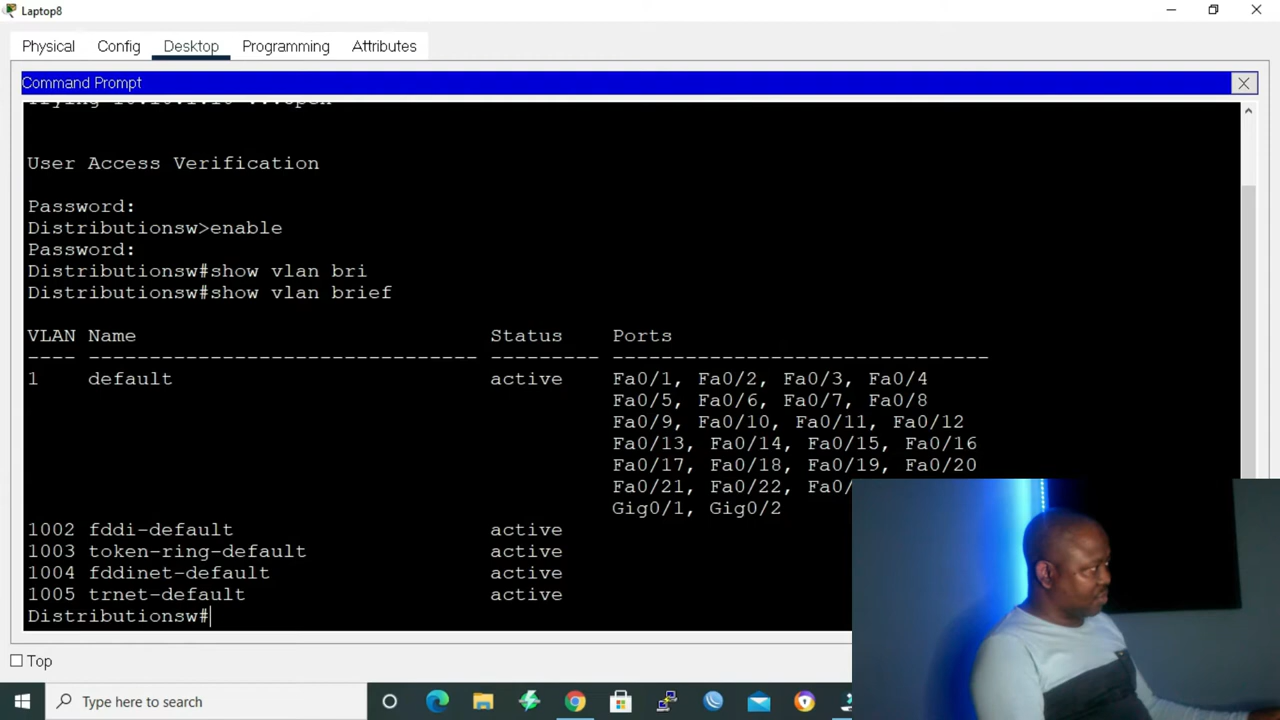 Laptop8
Physical Config Desktop Programming Attributes
Command Prompt
User Access Verification
Password:
Distributionsw>enable
Password:
Distributionsw#show vlan bri
Distributionsw#show vlan brief
VLAN Name Status Ports
---- -------------------------------- --------- -------------------------------
1 default active Fa0/1, Fa0/2, Fa0/3, Fa0/4
Fa0/5, Fa0/6, Fa0/7, Fa0/8
Fa0/9, Fa0/10, Fa0/11, Fa0/12
Fa0/13, Fa0/14, Fa0/15, Fa0/16
Fa0/17, Fa0/18, Fa0/19, Fa0/20
Fa0/21, Fa0/22, Fa0/
Gig0/1, Gig0/2
1002 fddi-default active
1003 token-ring-default active
1004 fddinet-default active
1005 trnet-default active
Distributionsw#
Top
Type here to search